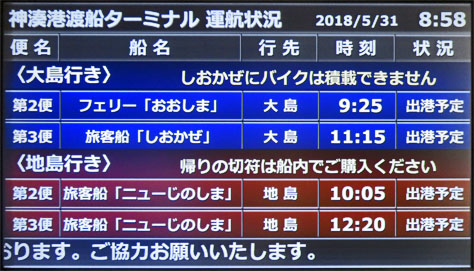 神湊港渡船ターミナル 運航状況 2018/5/31 8:58
便名 船名 行先 時刻 状況
〈大島行き〉 しおかぜにバイクは積載できません
第2便 フェリー「おおしま」 大島 9:25 出港予定
第3便 旅客船「しおかぜ」 大島 11:15 出港予定
〈地島行き〉 帰りの切符は船内でご購入ください
第2便 旅客船「ニューじのしま」 地島 10:05 出港予定
第3便 旅客船「ニューじのしま」 地島 12:20 出港予定
おります。ご協力お願いいたします。